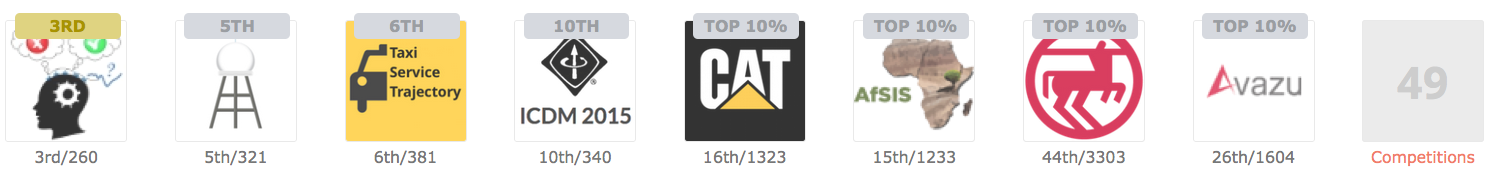 3RD
5TH
6TH
10TH
TOP 10%
TOP 10%
TOP 10%
TOP 10%
Taxi
Service
Trajectory
ICDM 2015
CAT
AfSIS
Avazu
49
3rd/260
5th/321
6th/381
10th/340
16th/1323
15th/1233
44th/3303
26th/1604
Competitions